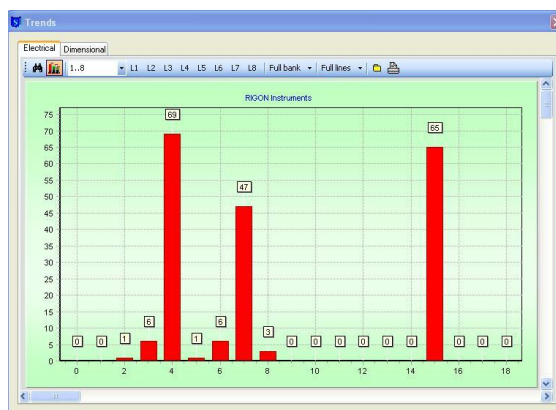 Trends
Electrical Dimensional
1..8 L1 L2 L3 L4 L5 L6 L7 L8 Full bank Full lines
RIGON Instruments
75
70
65
60
55
50
45
40
35
30
25
20
15
10
5
0
0 0 1 6 69 1 6 47 3 0 0 0 0 0 0 65 0 0 0
0 2 4 6 8 10 12 14 16 18